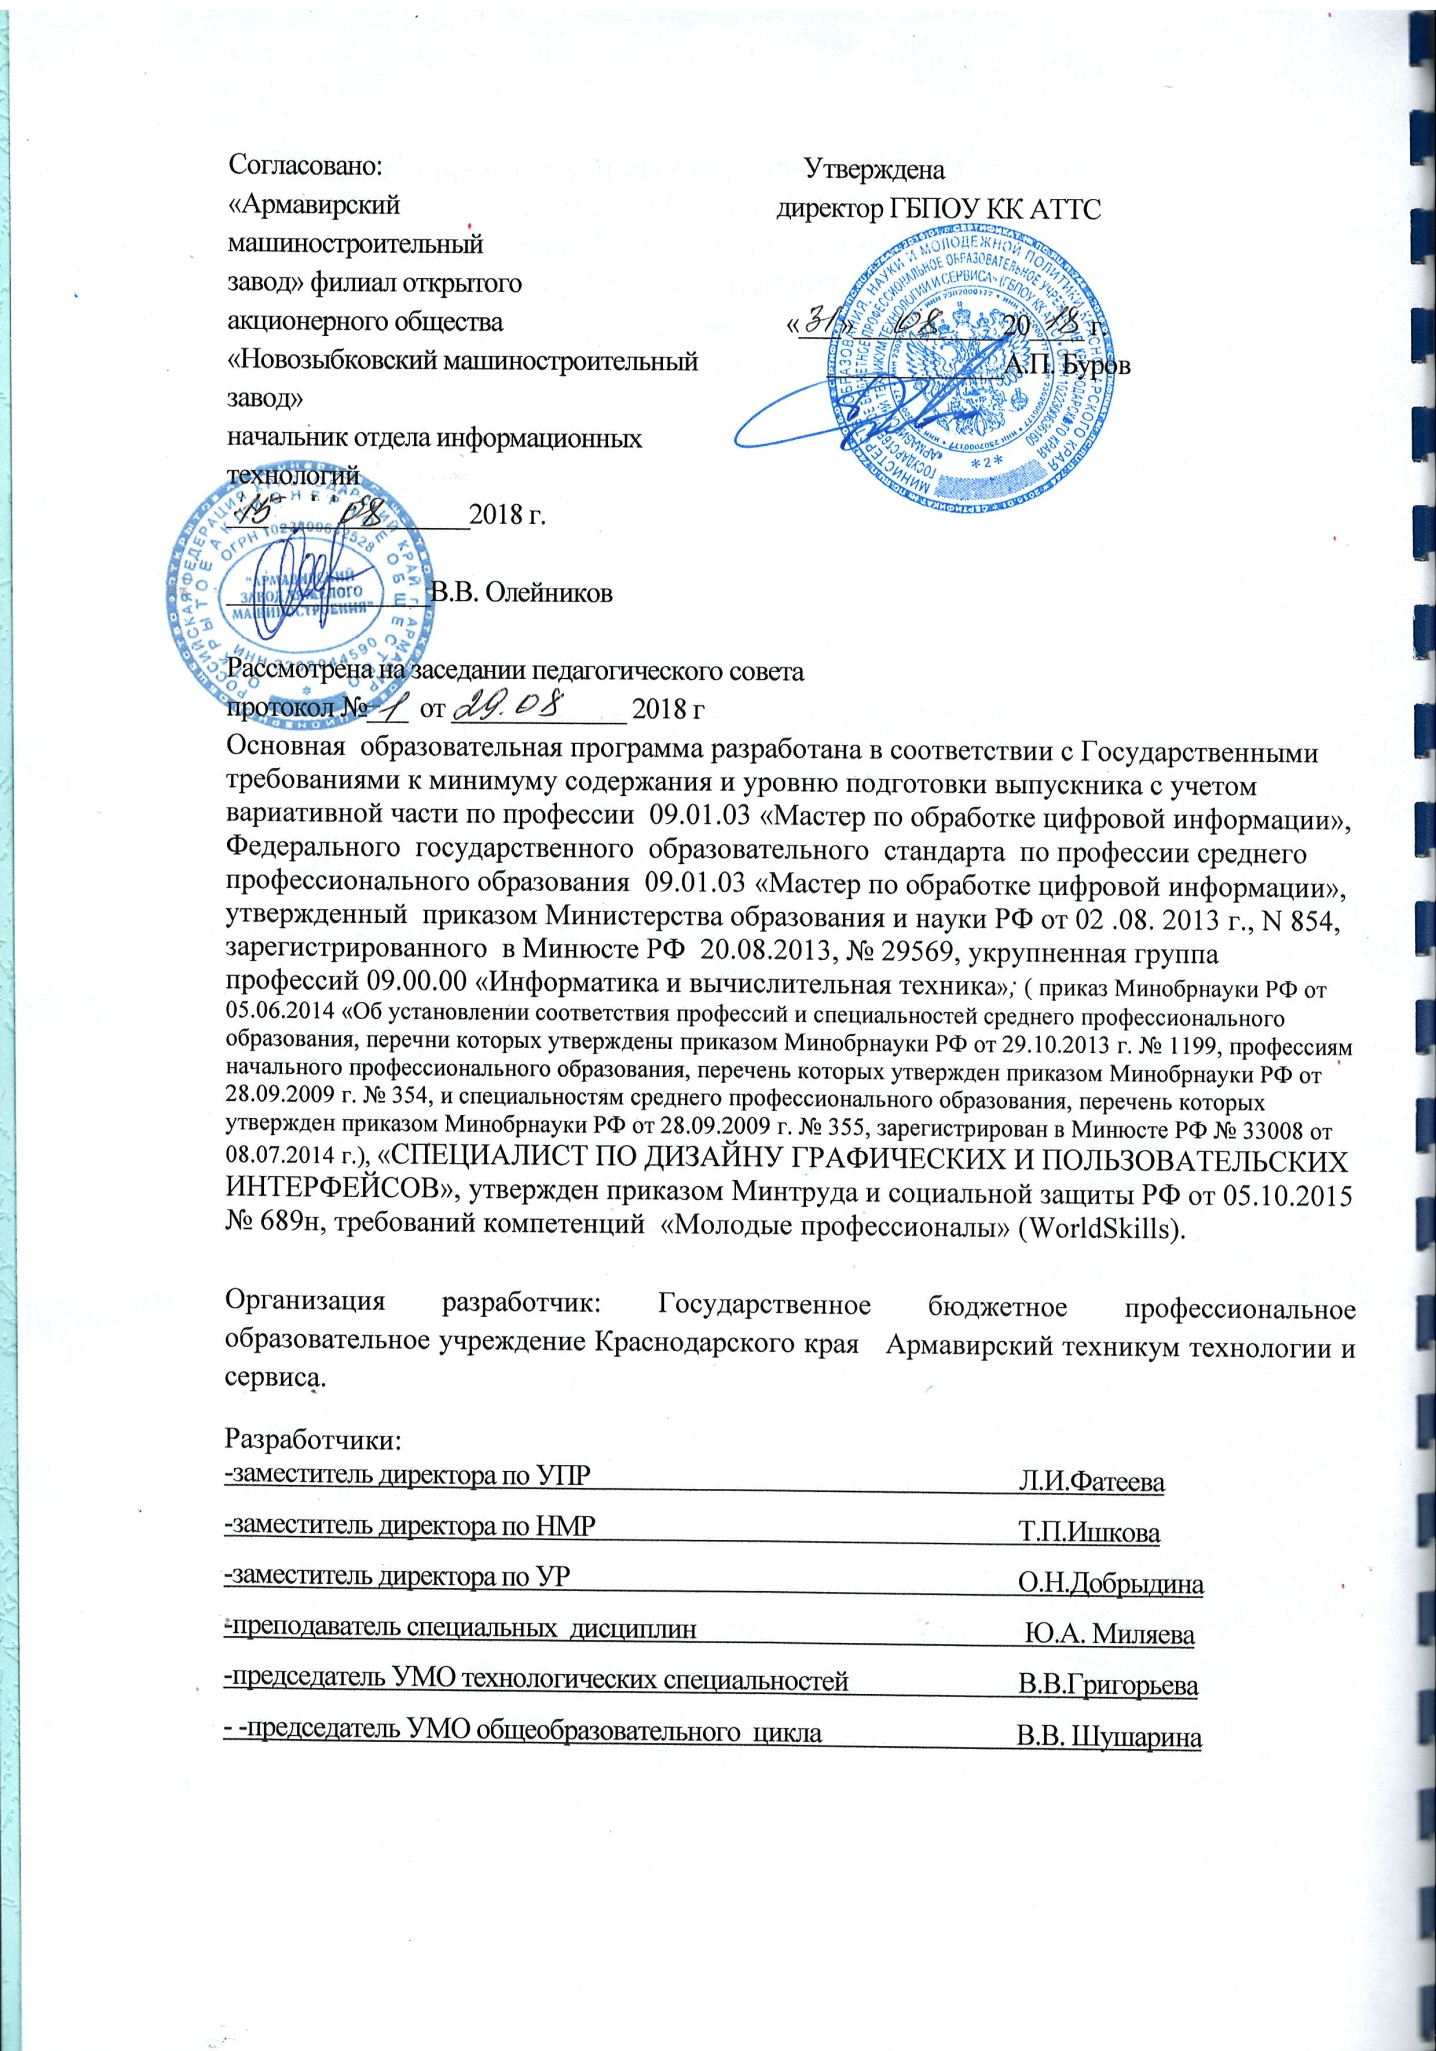 Согласовано:
«Армавирский
машиностроительный
завод» филиал открытого
акционерного общества
«Новозыбковский машиностроительный
завод»
начальник отдела информационных
технологий
15 08 2018 г.
В.В. Олейников
Утверждена
директор ГБПОУ КК АТТС
«31» 08 2018 г.
А.П. Буров
"АРМАВИРСКИЙ
ЗАВОД ТЯЖЕЛОГО
МАШИНОСТРОЕНИЯ"
Рассмотрена на заседании педагогического совета
протокол № 1 от 29.08 2018 г
Основная образовательная программа разработана в соответствии с Государственными
требованиями к минимуму содержания и уровню подготовки выпускника с учетом
вариативной части по профессии 09.01.03 «Мастер по обработке цифровой информации»,
Федерального государственного образовательного стандарта по профессии среднего
профессионального образования 09.01.03 «Мастер по обработке цифровой информации»,
утвержденный приказом Министерства образования и науки РФ от 02 .08. 2013 г., N 854,
зарегистрированного в Минюсте РФ 20.08.2013, № 29569, укрупненная группа
профессий 09.00.00 «Информатика и вычислительная техника»; ( приказ Минобрнауки РФ от
05.06.2014 «Об установлении соответствия профессий и специальностей среднего профессионального
образования, перечни которых утверждены приказом Минобрнауки РФ от 29.10.2013 г. № 1199, профессиям
начального профессионального образования, перечень которых утвержден приказом Минобрнауки РФ от
28.09.2009 г. № 354, и специальностям среднего профессионального образования, перечень которых
утвержден приказом Минобрнауки РФ от 28.09.2009 г. № 355, зарегистрирован в Минюсте РФ № 33008 от
08.07.2014 г.), «СПЕЦИАЛИСТ ПО ДИЗАЙНУ ГРАФИЧЕСКИХ И ПОЛЬЗОВАТЕЛЬСКИХ
ИНТЕРФЕЙСОВ», утвержден приказом Минтруда и социальной защиты РФ от 05.10.2015
№ 689н, требований компетенций «Молодые профессионалы» (WorldSkills).
Организация разработчик: Государственное бюджетное профессиональное
образовательное учреждение Краснодарского края Армавирский техникум технологии и
сервиса.
Разработчики:
-заместитель директора по УПР Л.И.Фатеева
-заместитель директора по НМР Т.П.Ишкова
-заместитель директора по УР О.Н.Добрыдина
-преподаватель специальных дисциплин Ю.А. Миляева
-председатель УМО технологических специальностей В.В.Григорьева
- -председатель УМО общеобразовательного цикла В.В. Шушарина